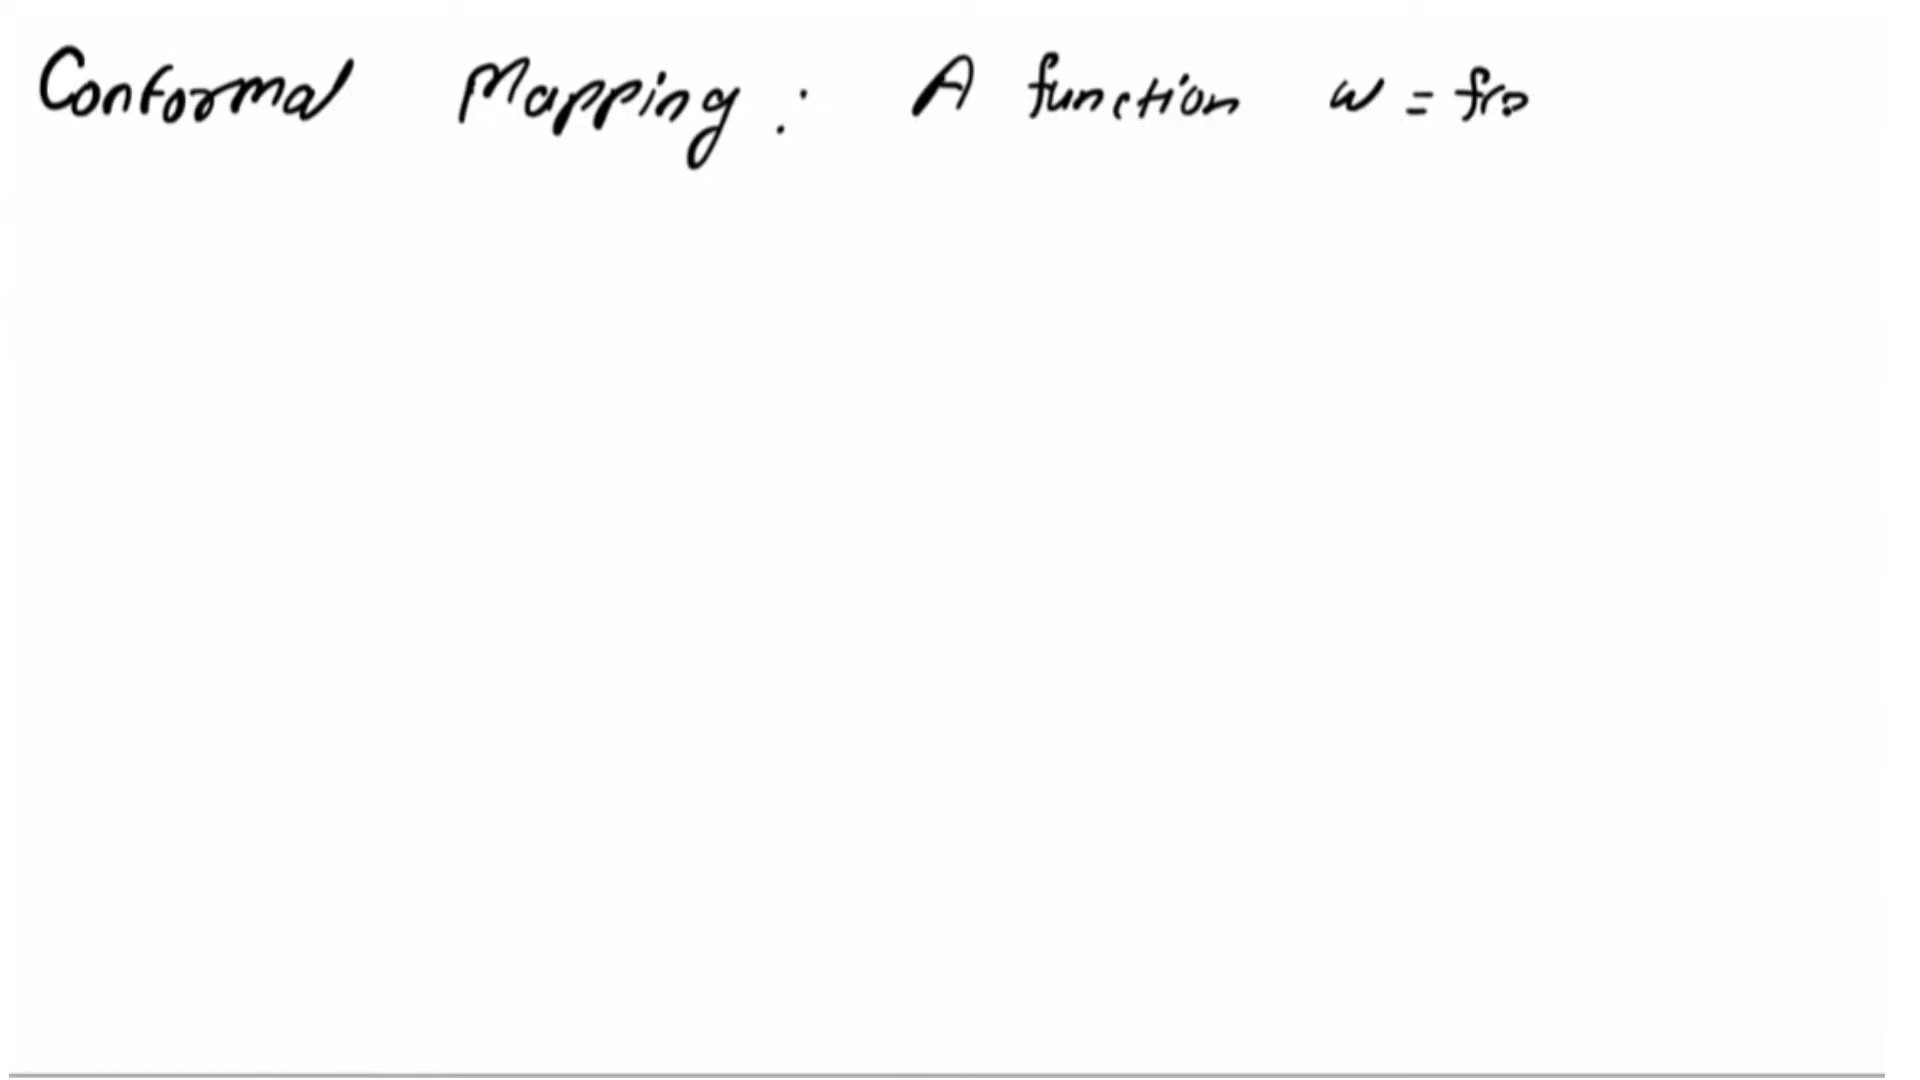 Conformal Mapping : A function w = f(z)